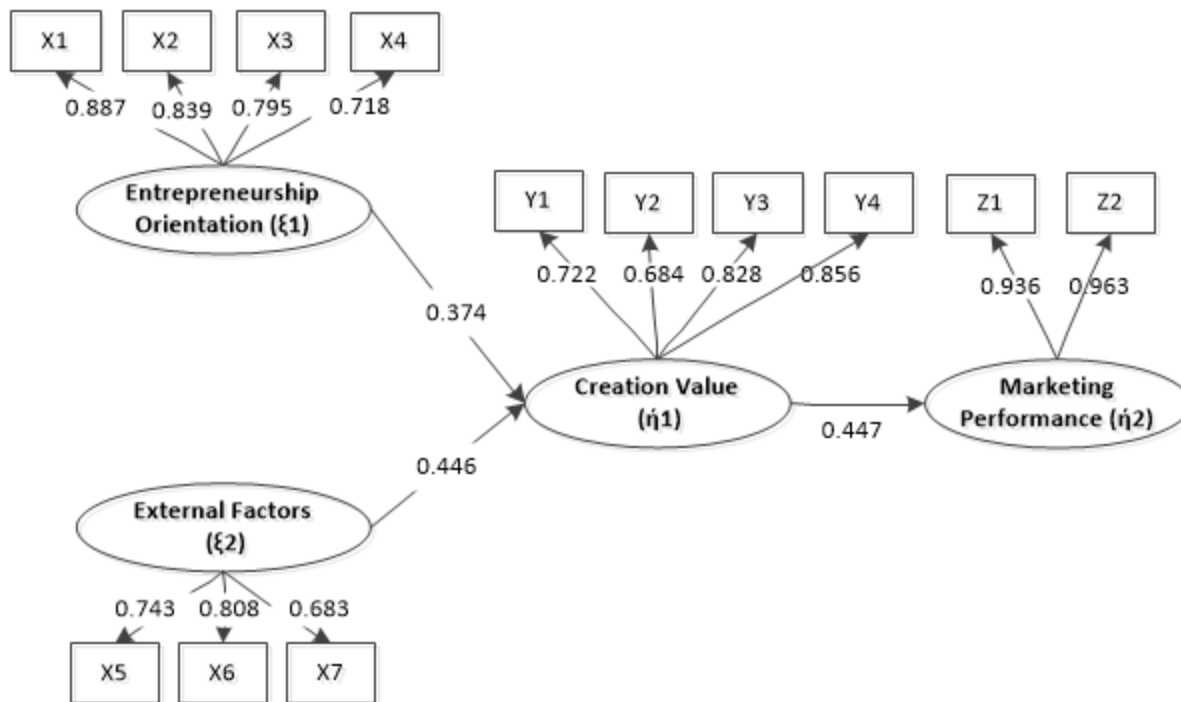 X1 X2 X3 X4
0.887 0.839 0.795 0.718
Entrepreneurship
Orientation (ξ1)
Y1 Y2 Y3 Y4 Z1 Z2
0.722 0.684 0.828 0.856 0.936 0.963
0.374
Creation Value
(ή1)
Marketing
Performance (ή2)
0.447
0.446
External Factors
(ξ2)
0.743 0.808 0.683
X5 X6 X7